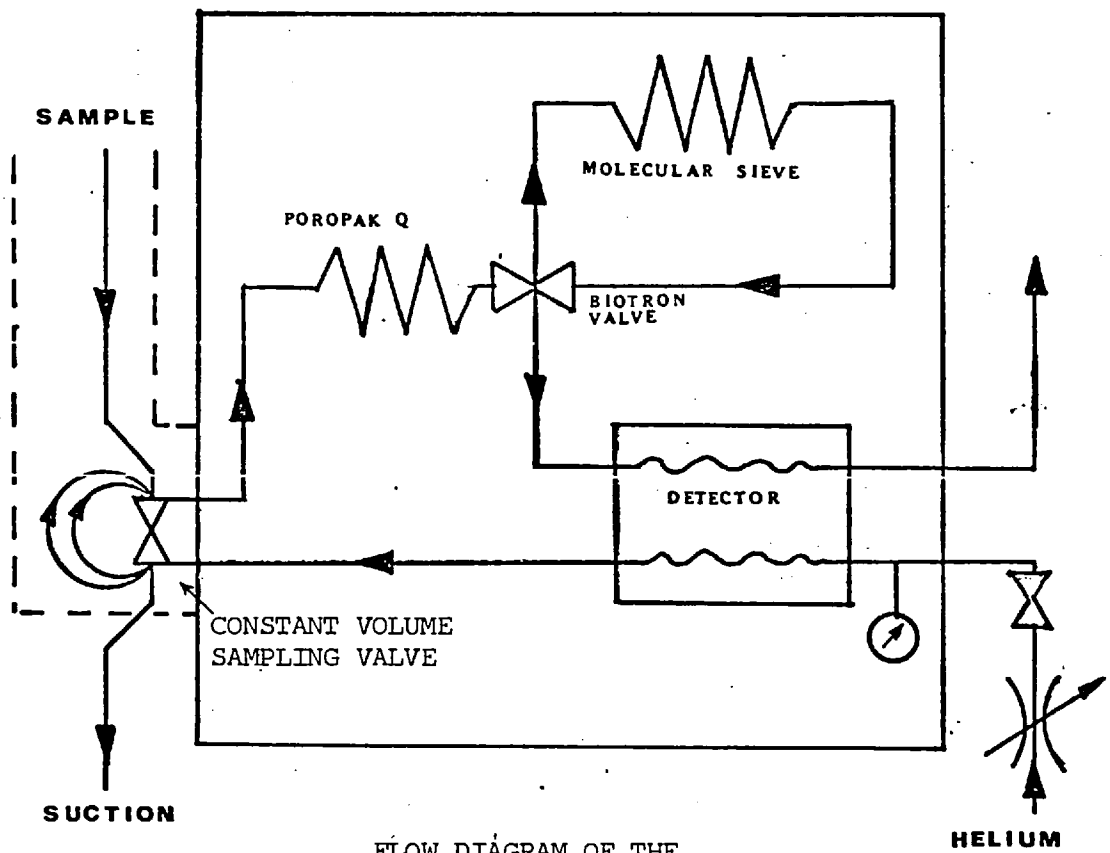 SAMPLE
MOLECULAR SIEVE
POROPAK Q
BIOTRON
VALVE
DETECTOR
CONSTANT VOLUME
SAMPLING VALVE
SUCTION
HELIUM
FLOW DIAGRAM OF THE